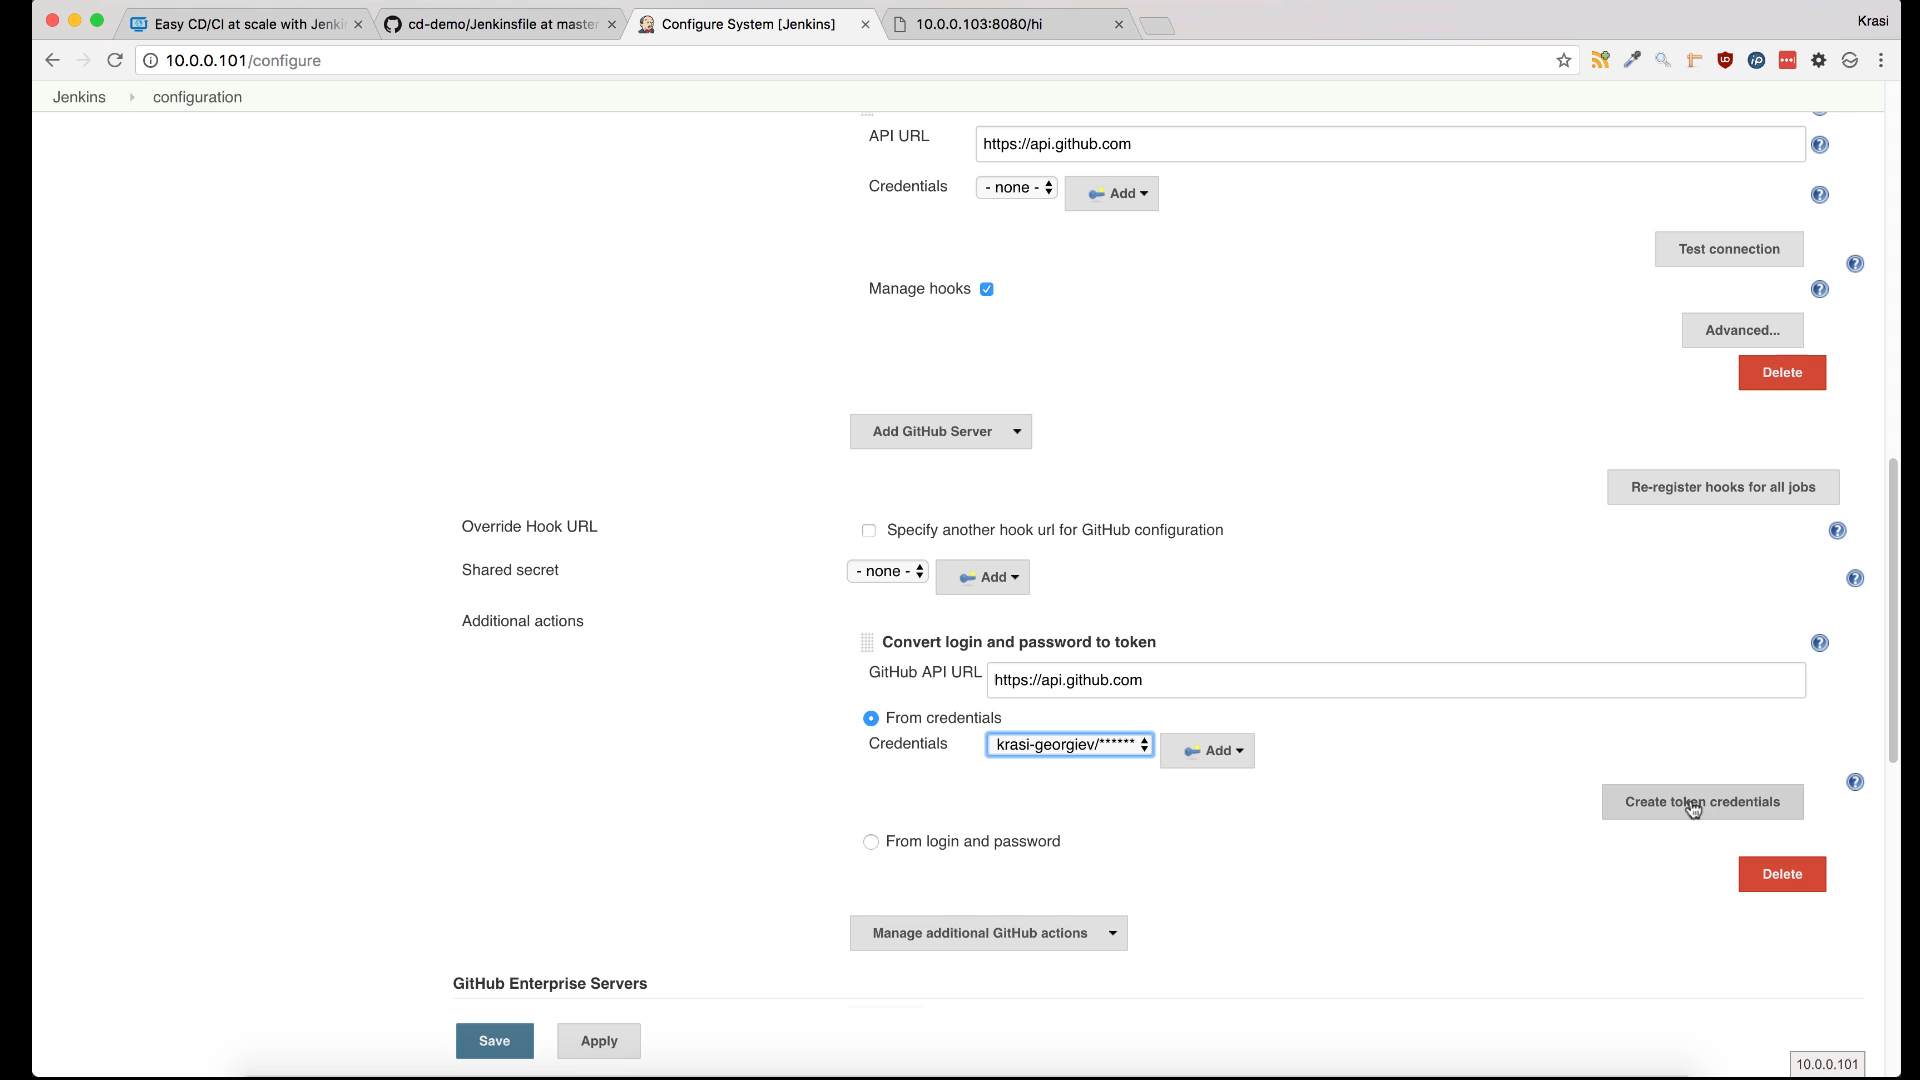 Easy CD/CI at scale with Jenki
cd-demo/Jenkinsfile at master
Configure System [Jenkins]
10.0.0.103:8080/hi
Krasi
10.0.0.101/configure
Jenkins
configuration
API URL
https://api.github.com
Credentials
- none -
Add
Test connection
Manage hooks
Advanced...
Delete
Add GitHub Server
Re-register hooks for all jobs
Override Hook URL
Specify another hook url for GitHub configuration
Shared secret
- none -
Add
Additional actions
Convert login and password to token
GitHub API URL
https://api.github.com
From credentials
Credentials
krasi-georgiev/******
Add
Create token credentials
From login and password
Delete
Manage additional GitHub actions
GitHub Enterprise Servers
Save
Apply
10.0.0.101